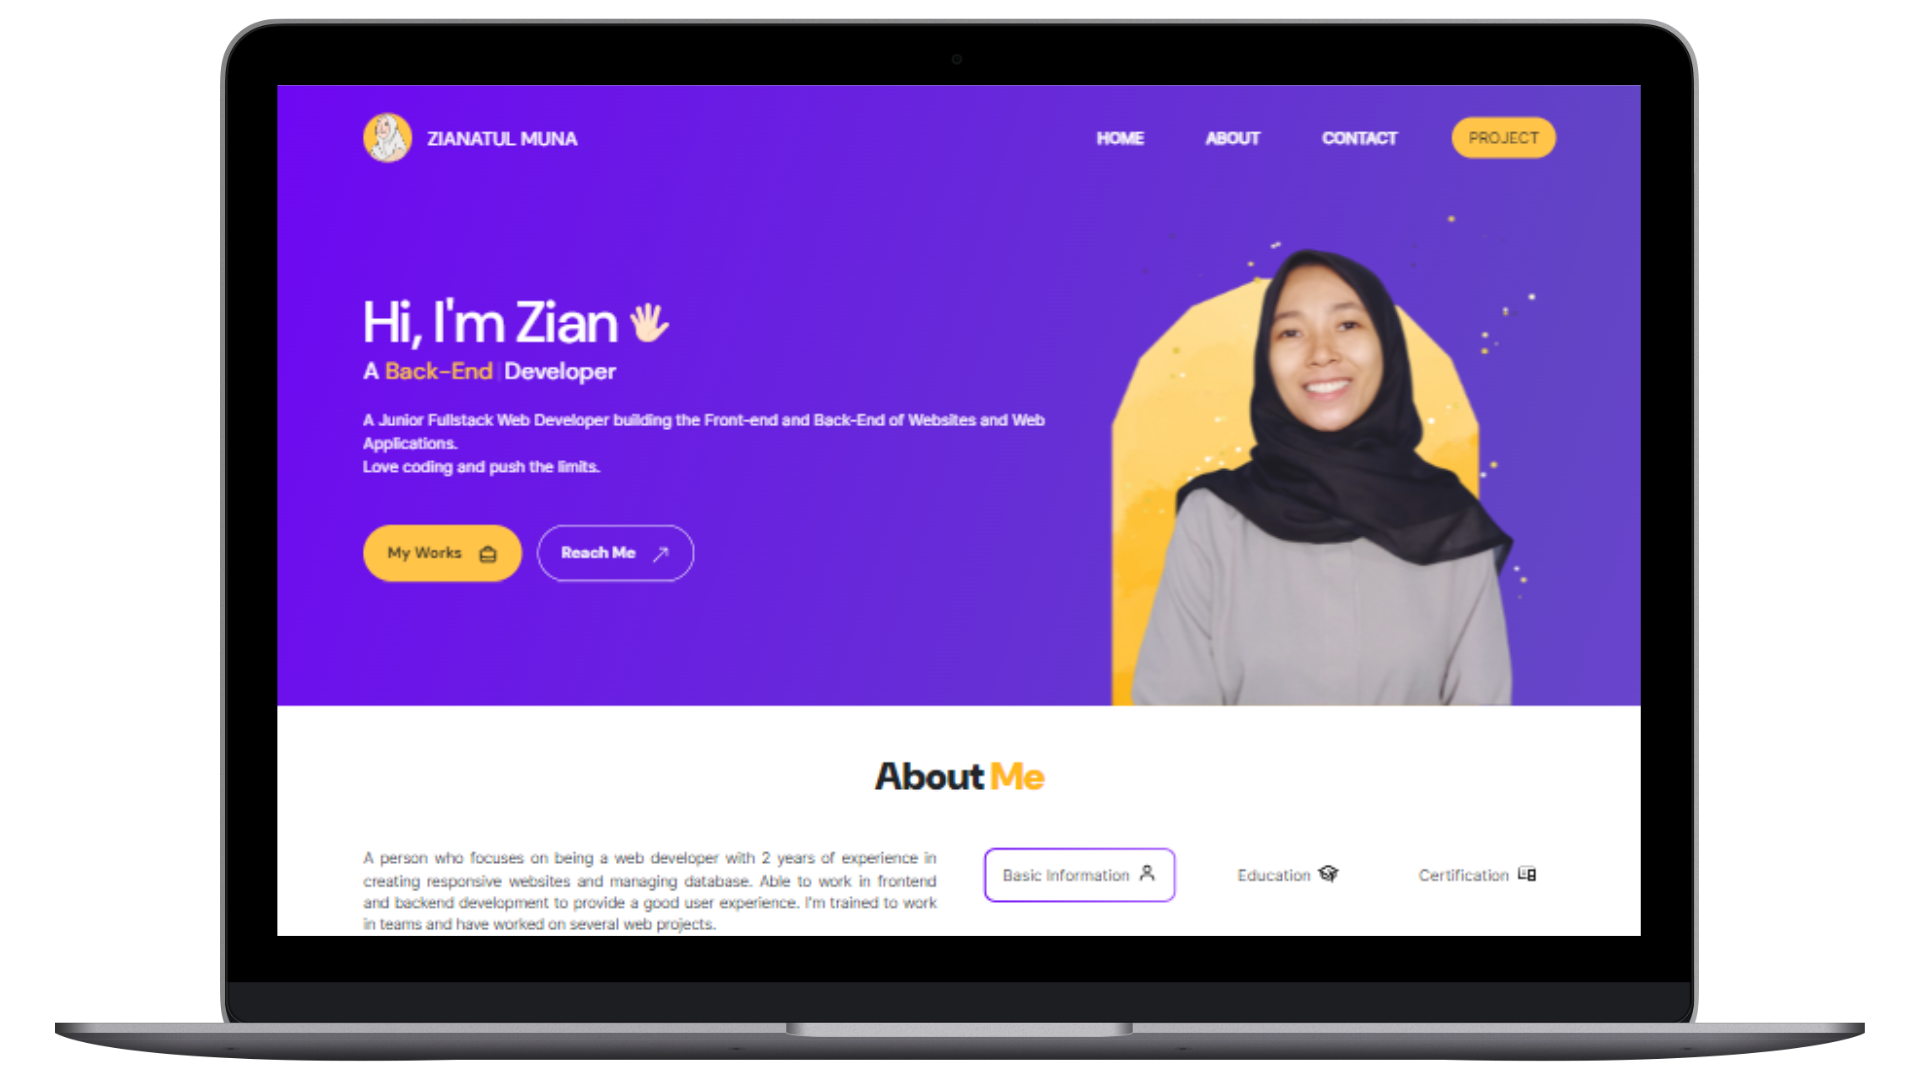 ZIANATUL MUNA
HOME
ABOUT
CONTACT
PROJECT
Hi, I'm Zian
A Back-End Developer
A Junior Fullstack Web Developer building the Front-end and Back-End of Websites and Web
Applications.
Love coding and push the limits.
My Works
Reach Me
About Me
A person who focuses on being a web developer with 2 years of experience in
creating responsive websites and managing database. Able to work in frontend
and backend development to provide a good user experience. I'm trained to work
in teams and have worked on several web projects.
Basic Information
Education
Certification